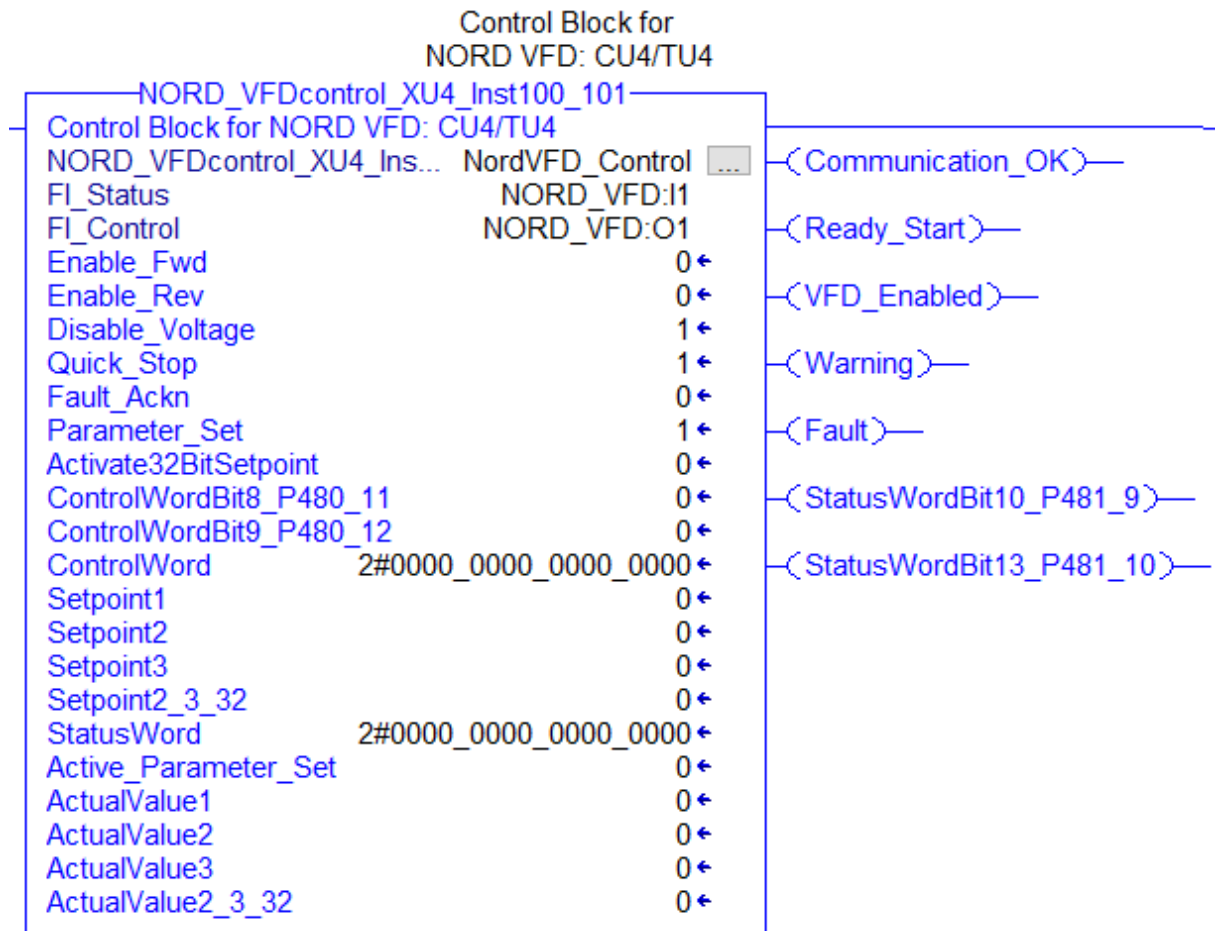 Control Block for
NORD VFD: CU4/TU4
NORD_VFDcontrol_XU4_Inst100_101
Control Block for NORD VFD: CU4/TU4
NORD_VFDcontrol_XU4_Ins... NordVFD_Control ... Communication_OK
FI_Status NORD_VFD:I1
FI_Control NORD_VFD:O1 Ready_Start
Enable_Fwd 0
Enable_Rev 0 VFD_Enabled
Disable_Voltage 1
Quick_Stop 1 Warning
Fault_Ackn 0
Parameter_Set 1 Fault
Activate32BitSetpoint 0
ControlWordBit8_P480_11 0 StatusWordBit10_P481_9
ControlWordBit9_P480_12 0
ControlWord 2#0000_0000_0000_0000 StatusWordBit13_P481_10
Setpoint1 0
Setpoint2 0
Setpoint3 0
Setpoint2_3_32 0
StatusWord 2#0000_0000_0000_0000
Active_Parameter_Set 0
ActualValue1 0
ActualValue2 0
ActualValue3 0
ActualValue2_3_32 0